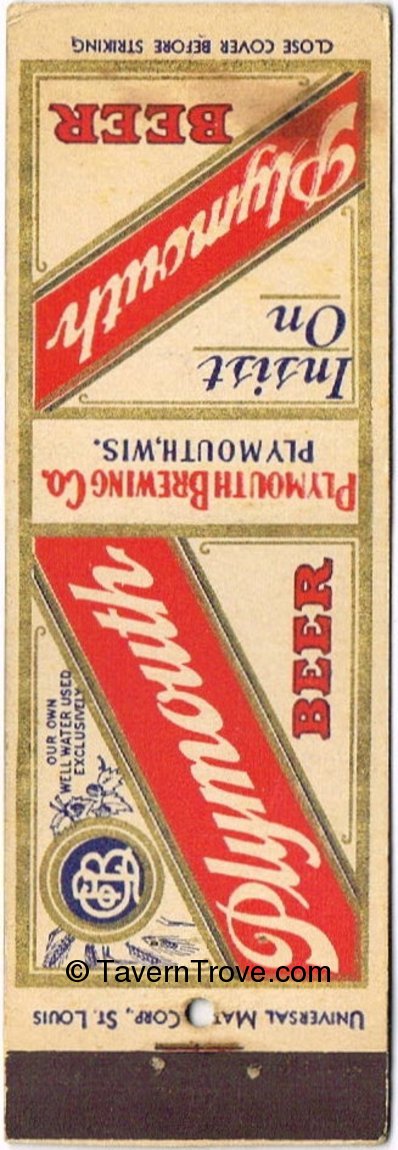 CLOSE COVER BEFORE STRIKING
Insist
On
Plymouth
BEER
PLYMOUTH BREWING CO.
PLYMOUTH, WIS.
Plymouth
BEER
OUR OWN
WELL WATER USED
EXCLUSIVELY
© TavernTrove.com
UNIVERSAL MAT CORP., ST. LOUIS